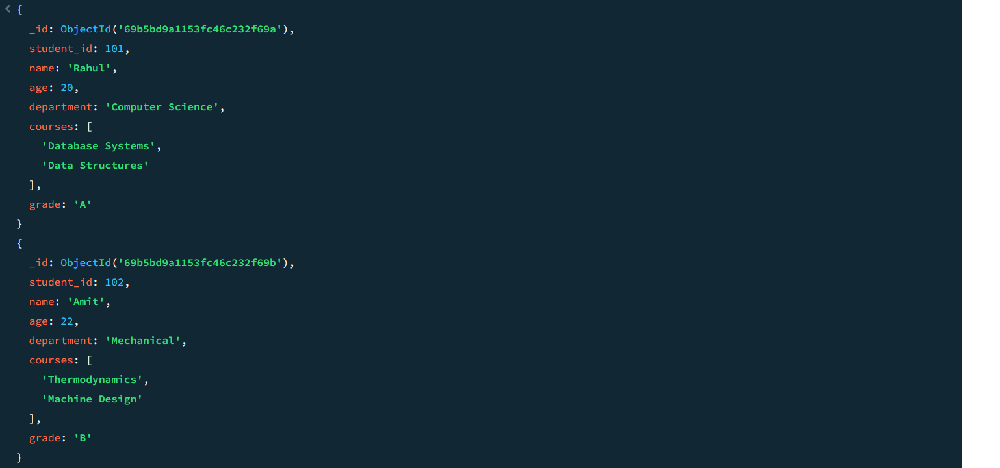 {
  _id: ObjectId('69b5bd9a1153fc46c232f69a'),
  student_id: 101,
  name: 'Rahul',
  age: 20,
  department: 'Computer Science',
  courses: [
    'Database Systems',
    'Data Structures'
  ],
  grade: 'A'
}
{
  _id: ObjectId('69b5bd9a1153fc46c232f69b'),
  student_id: 102,
  name: 'Amit',
  age: 22,
  department: 'Mechanical',
  courses: [
    'Thermodynamics',
    'Machine Design'
  ],
  grade: 'B'
}